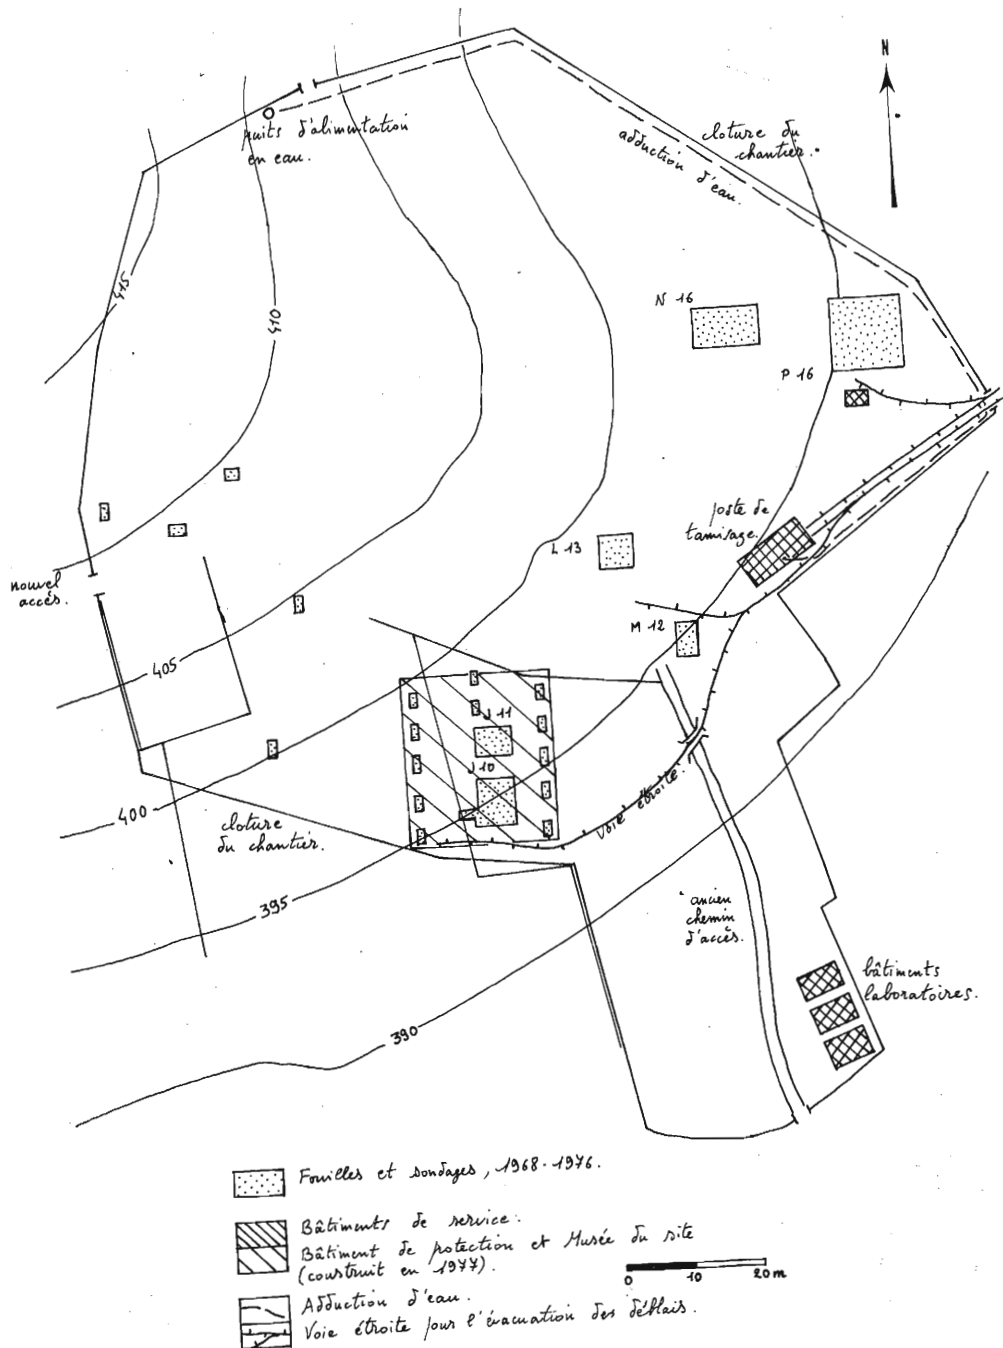 N
puits d'alimentation
en eau.
cloture du
chantier.
adduction d'eau.
415
410
N 16
P 16
poste de
tamisage.
L 13
nouvel
accès.
M 12
405
J 11
J 10
400
voie étroite.
cloture
du chantier.
395
ancien
chemin
d'accès.
bâtiments
laboratoires.
390
Fouilles et sondages, 1968-1976.
Bâtiments de service.
Bâtiment de potection et Musée du site
(construit en 1977).
0 10 20m
Adduction d'eau.
Voie étroite pour l'évacuation des déblais.